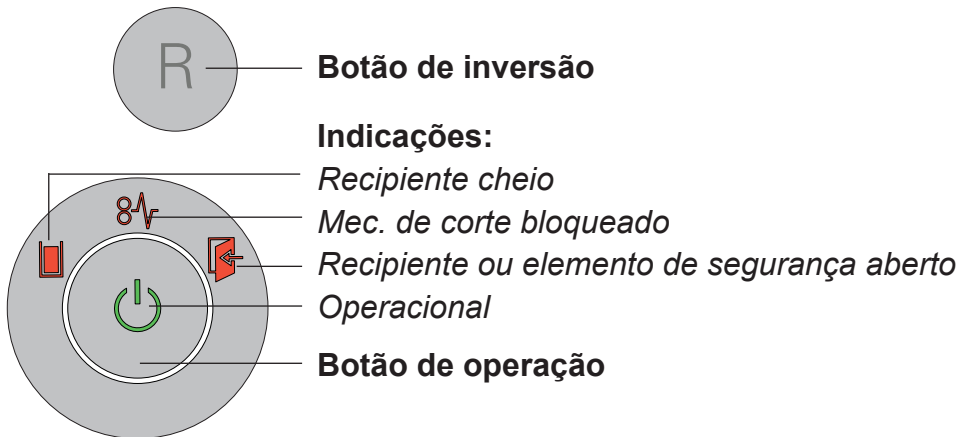 R
Botão de inversão
Indicações:
Recipiente cheio
Mec. de corte bloqueado
Recipiente ou elemento de segurança aberto
Operacional
Botão de operação